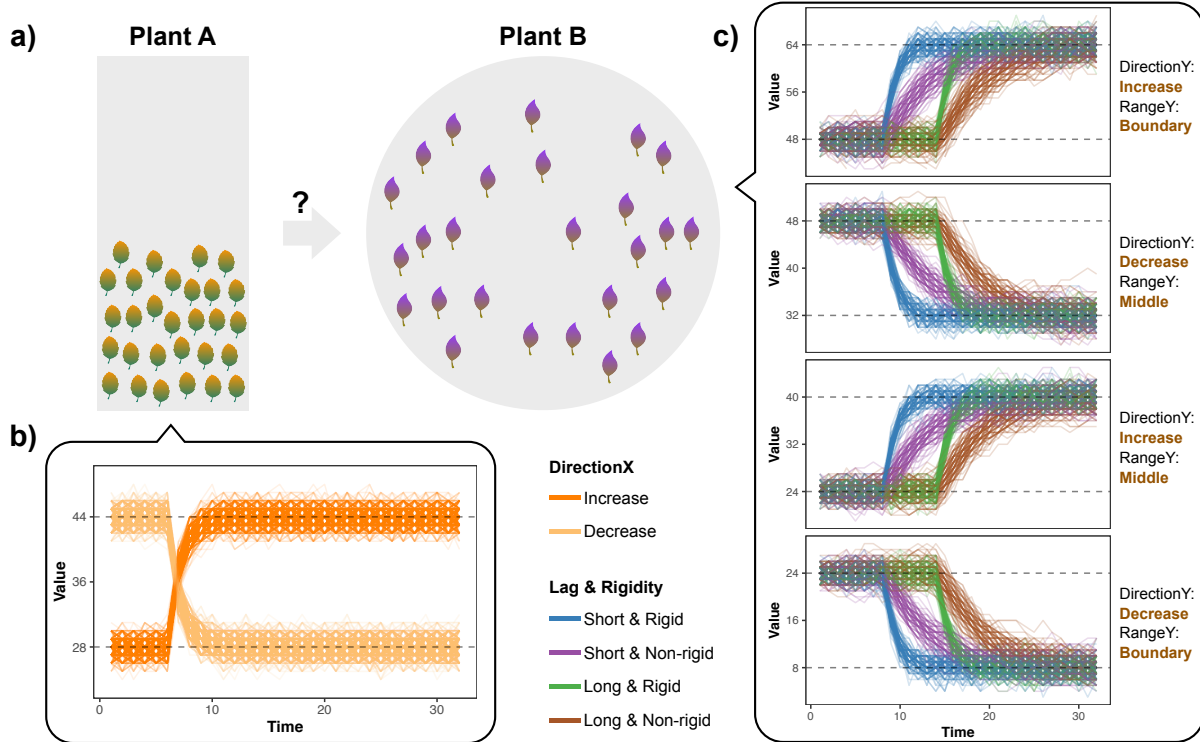 a)
Plant A
Plant B
?
b)
Value
44
36
28
0
10
20
30
Time
DirectionX
Increase
Decrease
Lag & Rigidity
Short & Rigid
Short & Non-rigid
Long & Rigid
Long & Non-rigid
c)
Value
64
56
48
DirectionY:
Increase
RangeY:
Boundary
Value
48
40
32
DirectionY:
Decrease
RangeY:
Middle
Value
40
30
24
DirectionY:
Increase
RangeY:
Middle
Value
24
16
8
DirectionY:
Decrease
RangeY:
Boundary
0
10
20
30
Time